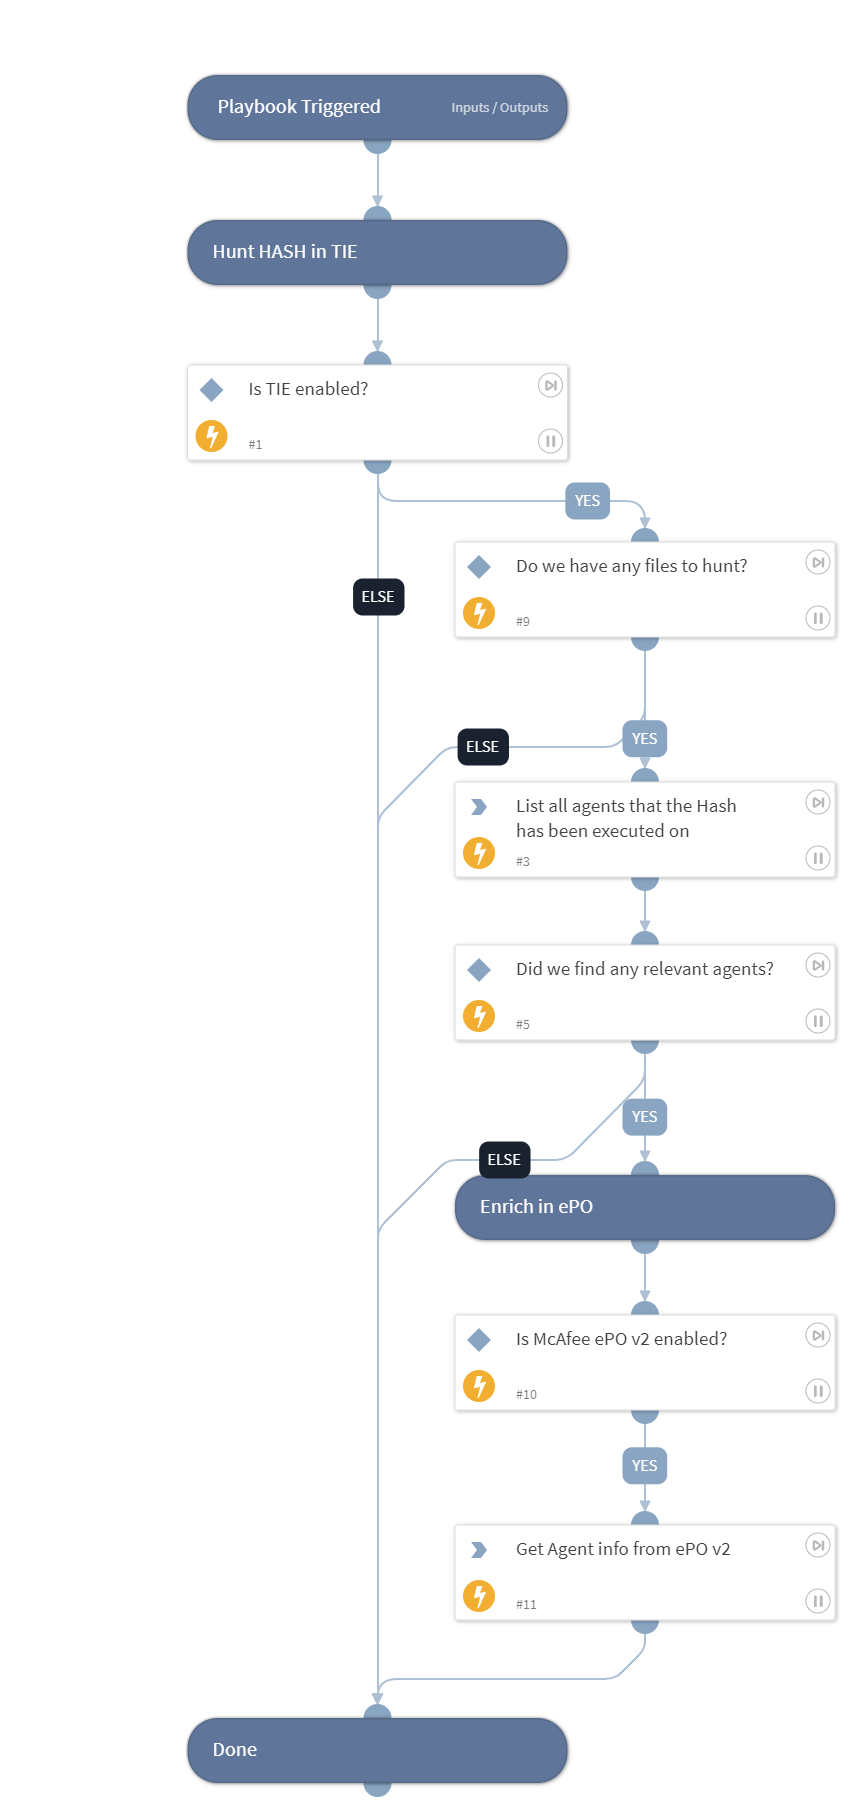 Playbook Triggered Inputs / Outputs
Hunt HASH in TIE
Is TIE enabled?
#1
YES
Do we have any files to hunt?
ELSE
#9
YES
ELSE
List all agents that the Hash
has been executed on
#3
Did we find any relevant agents?
#5
YES
ELSE
Enrich in ePO
Is McAfee ePO v2 enabled?
#10
YES
Get Agent info from ePO v2
#11
Done